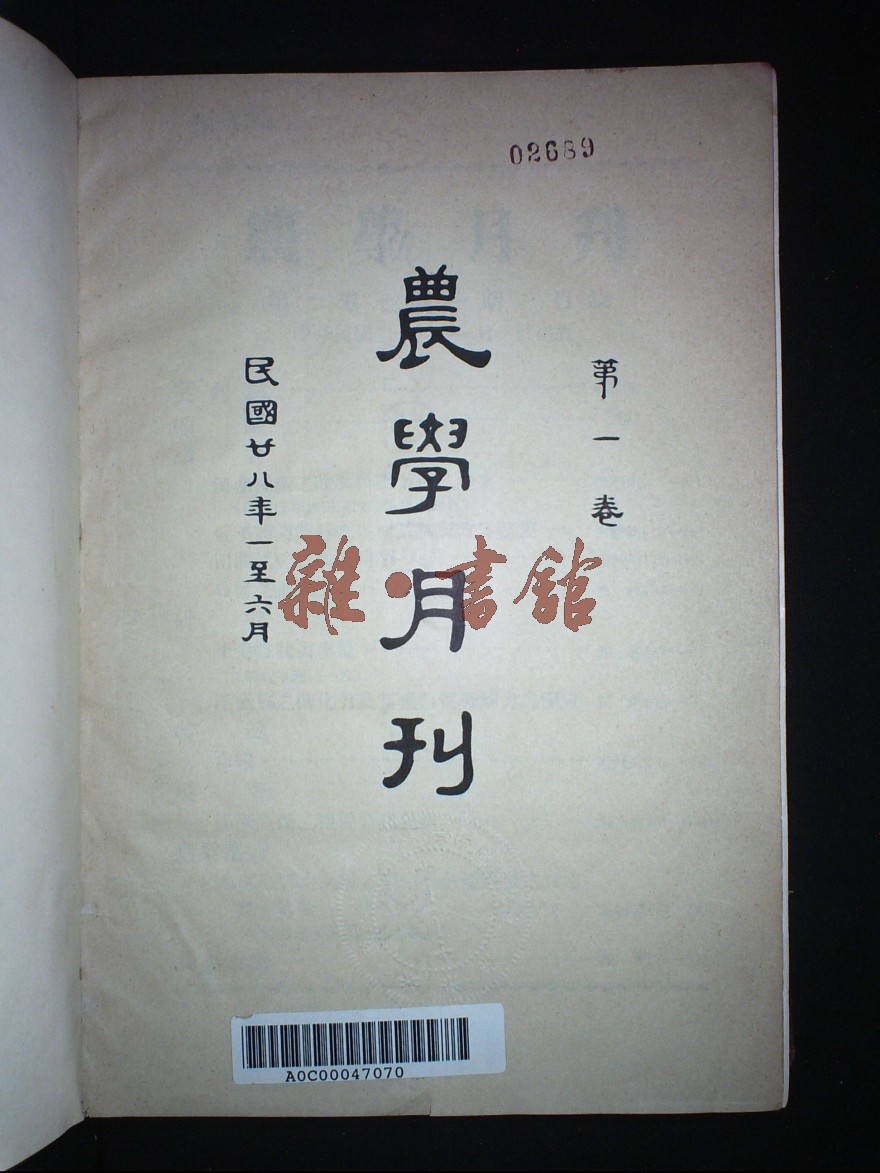 02689
第一卷
農學月刊
民國廿八年一至六月
雜·書館
A0C00047070